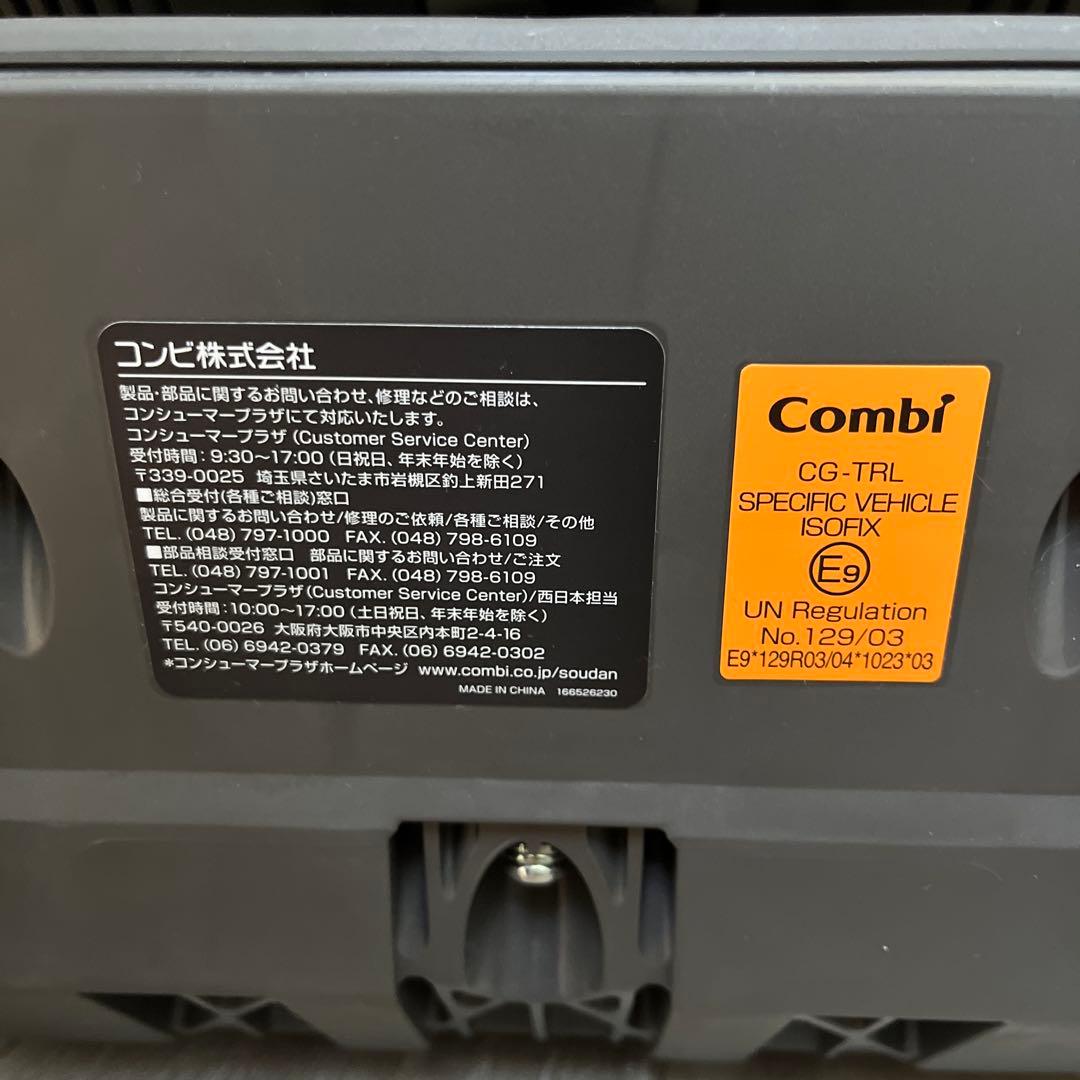 コンビ株式会社
製品・部品に関するお問い合わせ、修理などのご相談は、
コンシューマープラザにて対応いたします。
コンシューマープラザ (Customer Service Center)
受付時間：9:30～17:00 (日祝日、年末年始を除く)
〒339-0025 埼玉県さいたま市岩槻区釣上新田271
■総合受付(各種ご相談)窓口
製品に関するお問い合わせ/修理のご依頼/各種ご相談/その他
TEL. (048) 797-1000 FAX. (048) 798-6109
■部品相談受付窓口 部品に関するお問い合わせ/ご注文
TEL. (048) 797-1001 FAX. (048) 798-6109
コンシューマープラザ(Customer Service Center)/西日本担当
受付時間：10:00～17:00 (土日祝日、年末年始を除く)
〒540-0026 大阪府大阪市中央区内本町2-4-16
TEL. (06) 6942-0379 FAX. (06) 6942-0302
*コンシューマープラザホームページ www.combi.co.jp/soudan
MADE IN CHINA 166526230
Combi
CG-TRL
SPECIFIC VEHICLE
ISOFIX
E9
UN Regulation
No.129/03
E9*129R03/04*1023*03